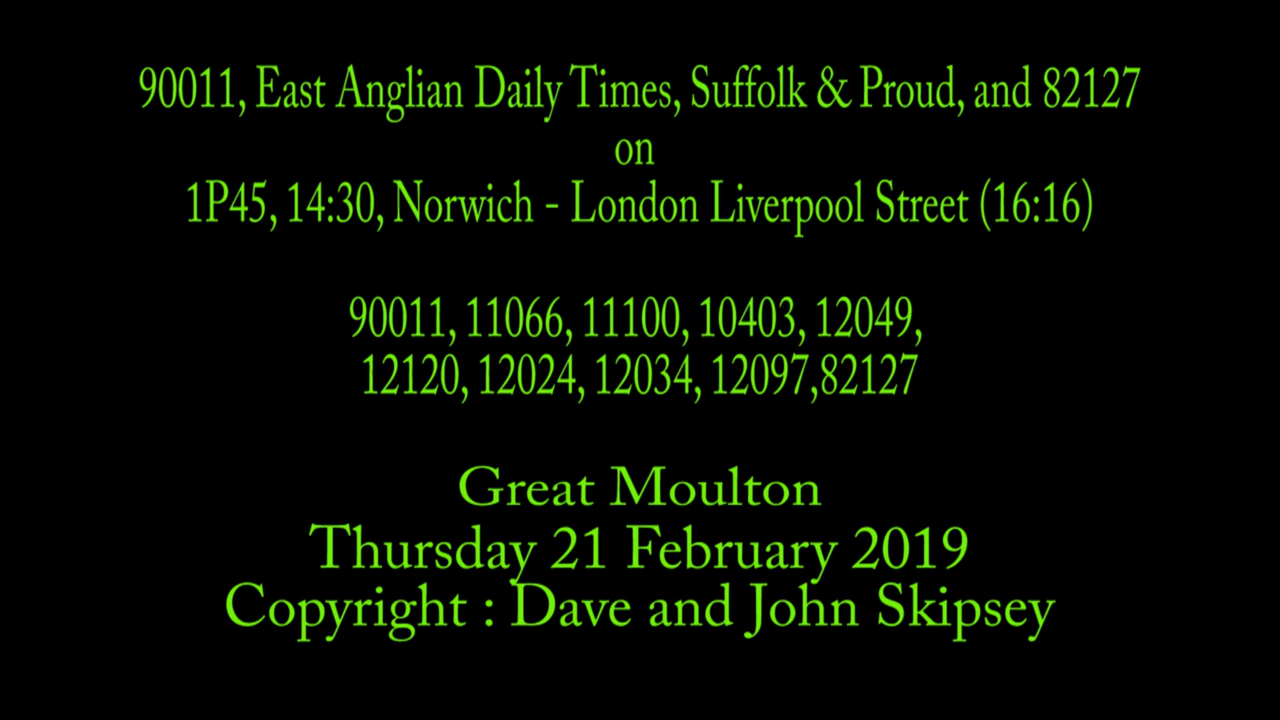 90011, East Anglian Daily Times, Suffolk & Proud, and 82127
on
1P45, 14:30, Norwich - London Liverpool Street (16:16)
90011, 11066, 11100, 10403, 12049,
12120, 12024, 12034, 12097,82127
Great Moulton
Thursday 21 February 2019
Copyright : Dave and John Skipsey